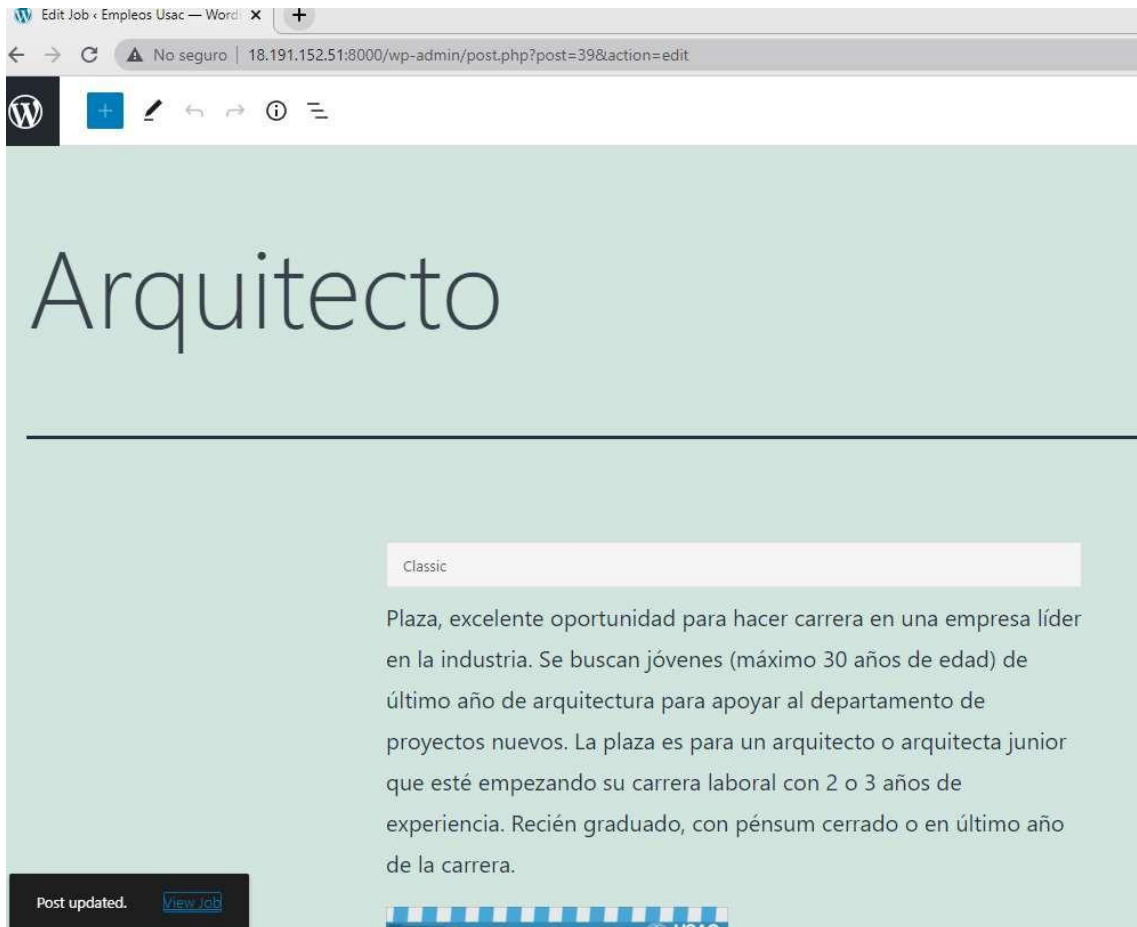 Edit Job ‹ Empleos Usac — Word
No seguro | 18.191.152.51:8000/wp-admin/post.php?post=39&action=edit
Arquitecto
Classic
Plaza, excelente oportunidad para hacer carrera en una empresa líder
en la industria. Se buscan jóvenes (máximo 30 años de edad) de
último año de arquitectura para apoyar al departamento de
proyectos nuevos. La plaza es para un arquitecto o arquitecta junior
que esté empezando su carrera laboral con 2 o 3 años de
experiencia. Recién graduado, con pénsum cerrado o en último año
de la carrera.
Post updated. View Job
USAC